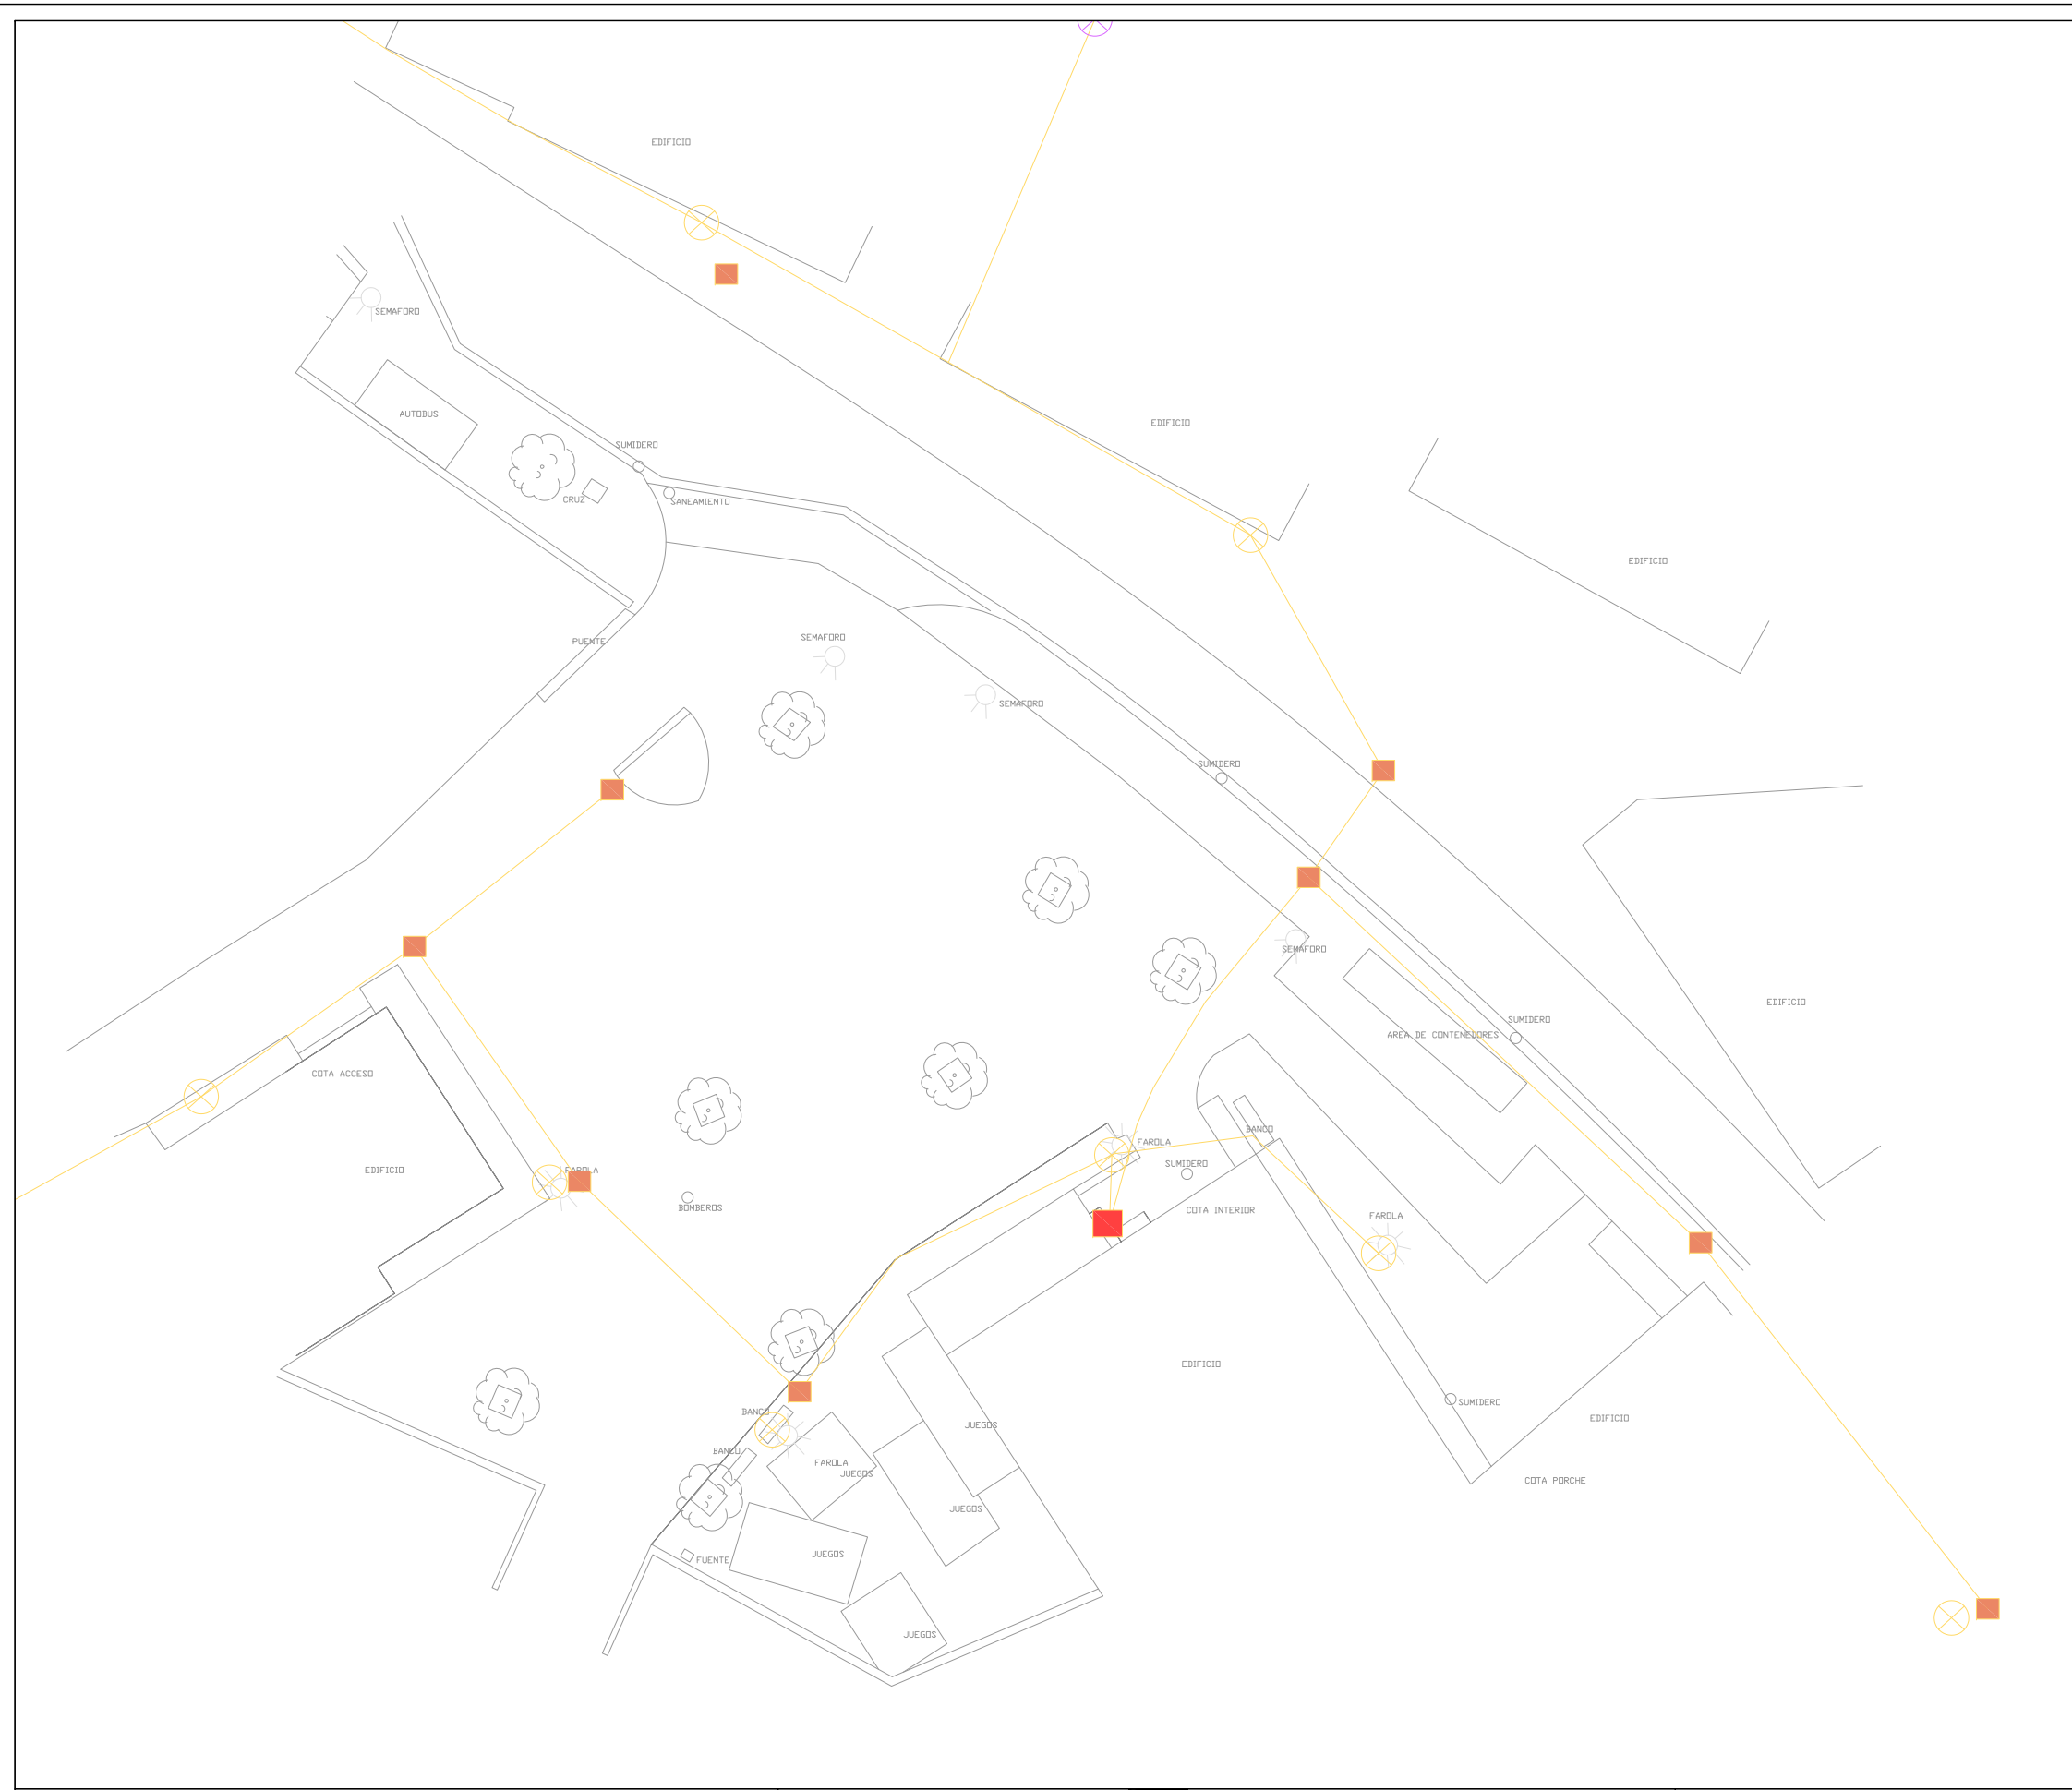 EDIFICIO
SEMAFORO
AUTOBUS
EDIFICIO
SUMIDERO
CRUZ
SANEAMIENTO
EDIFICIO
PUENTE
SEMAFORO
SEMAFORO
SUMIDERO
SEMAFORO
EDIFICIO
SUMIDERO
AREA DE CONTENEDORES
COTA ACCESO
BANCO
FAROLA
SUMIDERO
EDIFICIO
FAROLA
BOMBEROS
COTA INTERIOR
FAROLA
EDIFICIO
SUMIDERO
BANCO
EDIFICIO
JUEGOS
BANCO
FAROLA
JUEGOS
COTA PORCHE
JUEGOS
JUEGOS
FUENTE
JUEGOS